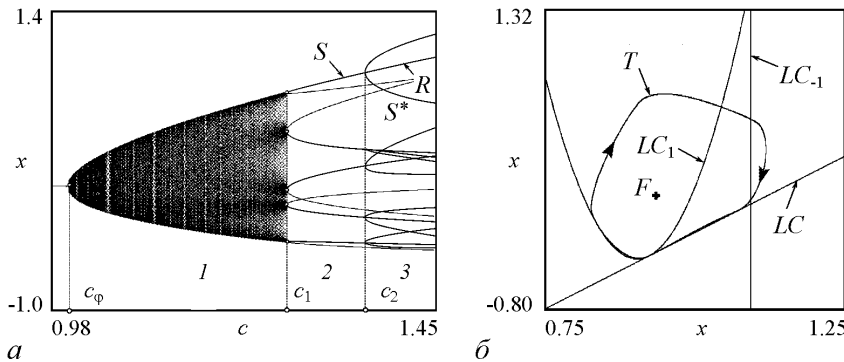 1.4
S
R
S*
x
1
2
3
-1.0
c_φ
c_1
c_2
0.98
c
1.45
а
1.32
LC_-1
T
x
LC_1
F
LC
-0.80
0.75
x
1.25
б